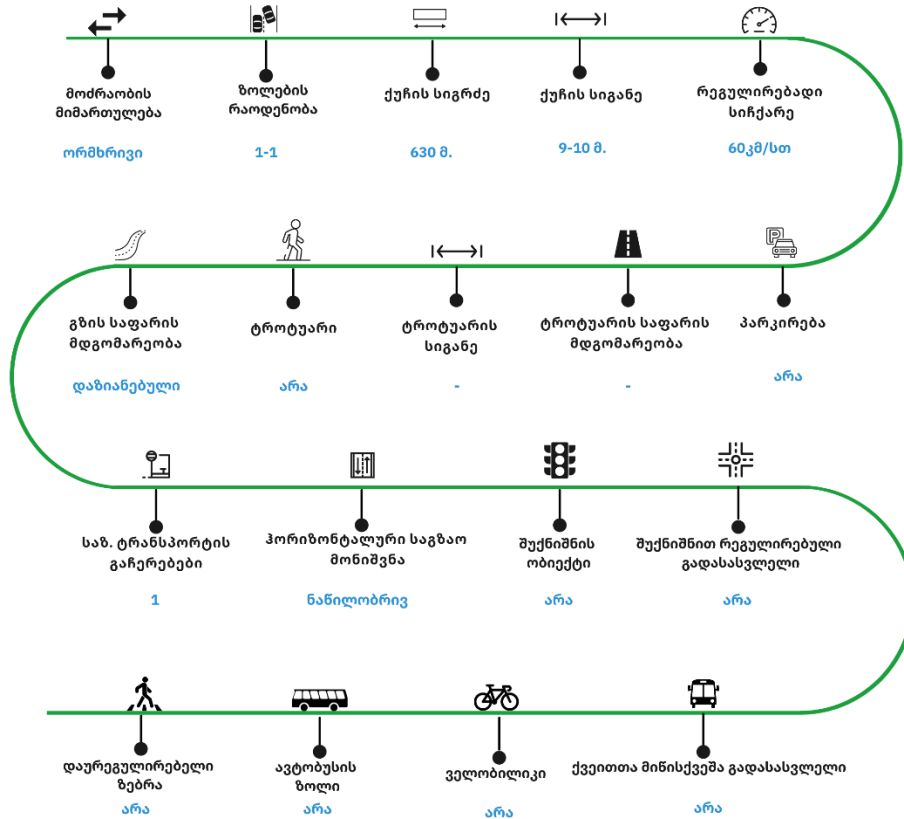 მოძრაობის
მიმართულება
ორმხრივი
ზოლების
რაოდენობა
1-1
ქუჩის სიგრძე
630 მ.
ქუჩის სიგანე
9-10 მ.
რეგულირებადი
სიჩქარე
60კმ/სთ
გზის საფარის
მდგომარეობა
დაზიანებული
ტროტუარი
არა
ტროტუარის
სიგანე
-
ტროტუარის საფარის
მდგომარეობა
-
P
პარკირება
არა
საზ. ტრანსპორტის
გაჩერებები
1
ჰორიზონტალური საგზაო
მონიშვნა
ნაწილობრივ
შუქნიშნის
ობიექტი
არა
შუქნიშნით რეგულირებული
გადასასვლელი
არა
დაურეგულირებელი
ზებრა
არა
ავტობუსის
ზოლი
არა
ველობილიკი
არა
ქვეითთა მიწისქვეშა გადასასვლელი
არა